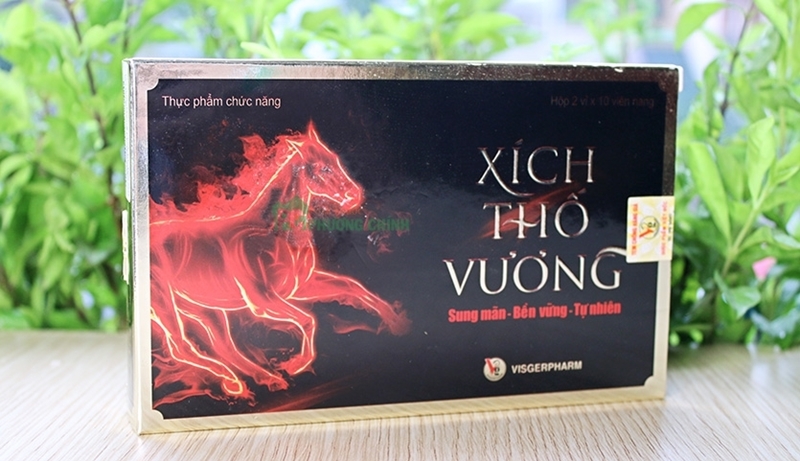 Thực phẩm chức năng
Hộp 2 vỉ x 10 viên nang
XÍCH
THỐ
VƯƠNG
Sung mãn - Bền vững - Tự nhiên
VISGERPHARM